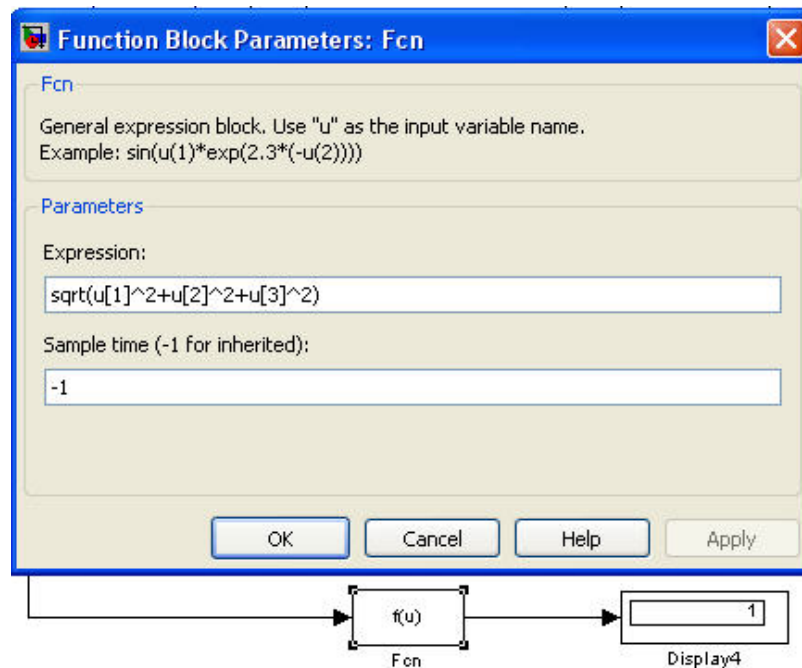 Function Block Parameters: Fcn
Fcn
General expression block. Use "u" as the input variable name.
Example: sin(u(1)*exp(2.3*(-u(2))))
Parameters
Expression:
sqrt(u[1]^2+u[2]^2+u[3]^2)
Sample time (-1 for inherited):
-1
OK Cancel Help Apply
f(u) 1
Fcn Display4